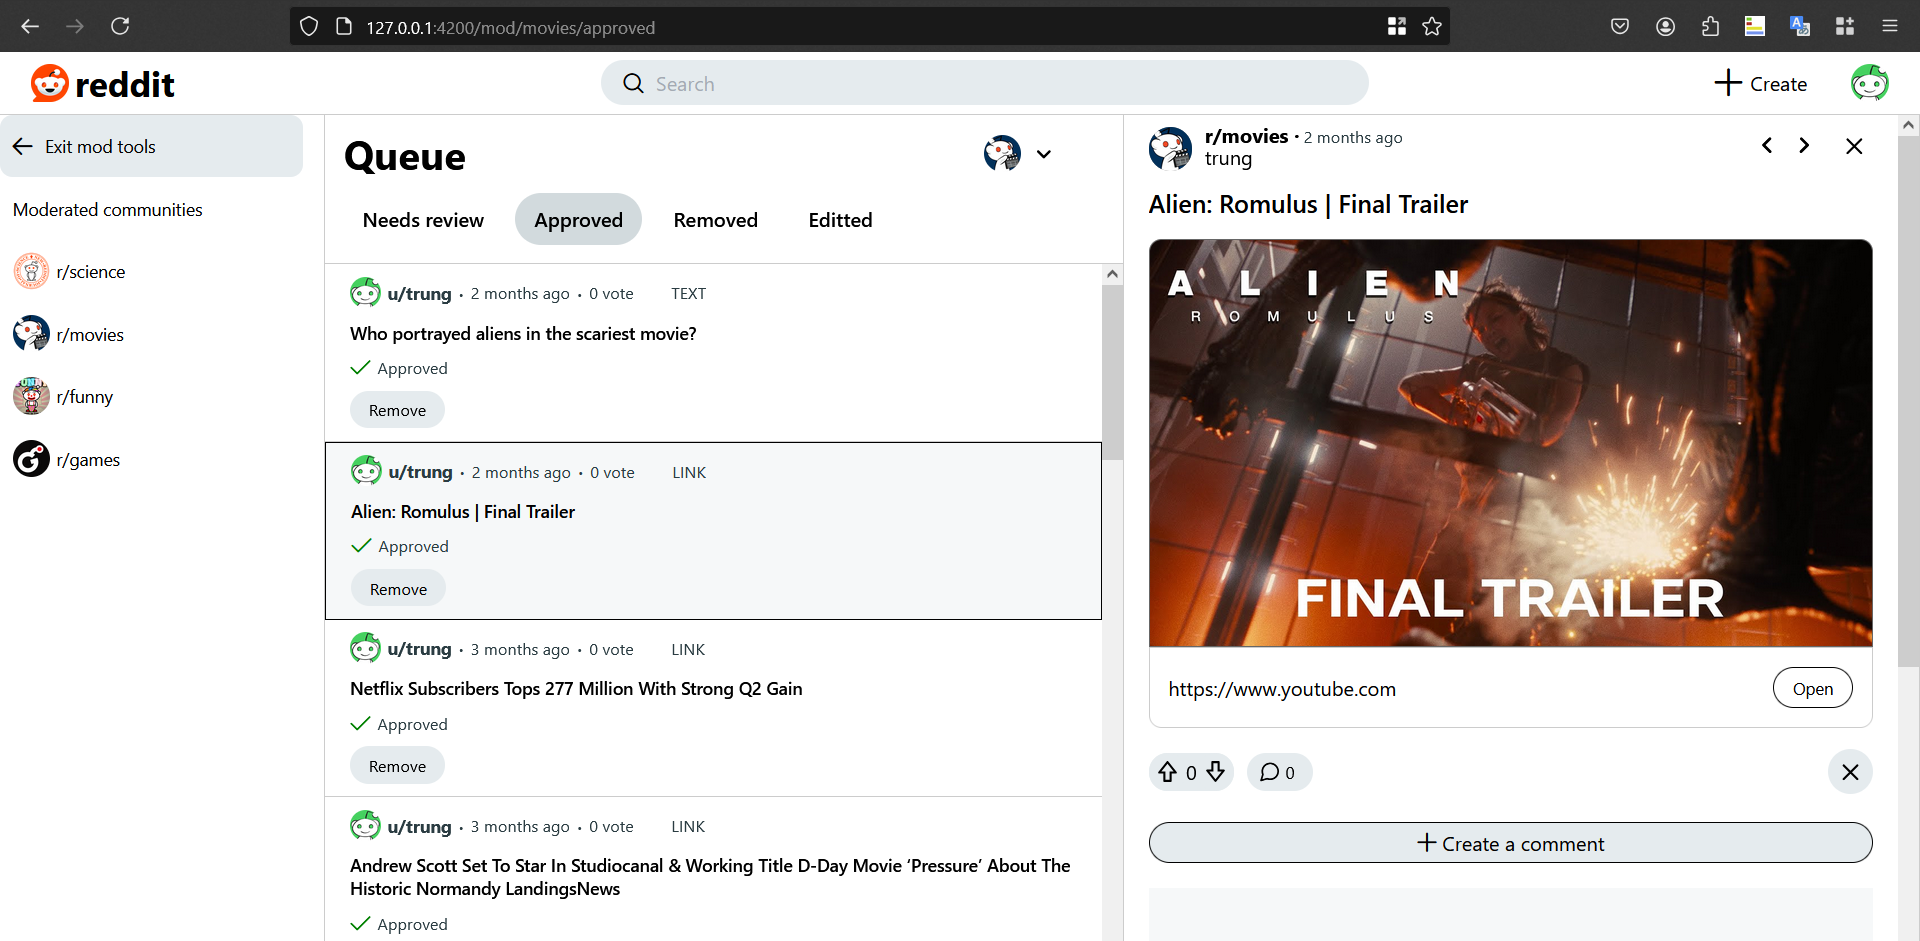 127.0.0.1:4200/mod/movies/approved
reddit
Search
Create
Exit mod tools
Moderated communities
r/science
r/movies
r/funny
r/games
Queue
Needs review
Approved
Removed
Editted
u/trung • 2 months ago • 0 vote TEXT
Who portrayed aliens in the scariest movie?
Approved
Remove
u/trung • 2 months ago • 0 vote LINK
Alien: Romulus | Final Trailer
Approved
Remove
u/trung • 3 months ago • 0 vote LINK
Netflix Subscribers Tops 277 Million With Strong Q2 Gain
Approved
Remove
u/trung • 3 months ago • 0 vote LINK
Andrew Scott Set To Star In Studiocanal & Working Title D-Day Movie ‘Pressure’ About The
Historic Normandy LandingsNews
Approved
r/movies • 2 months ago
trung
Alien: Romulus | Final Trailer
ALIEN
ROMULUS
FINAL TRAILER
https://www.youtube.com
Open
0
0
Create a comment